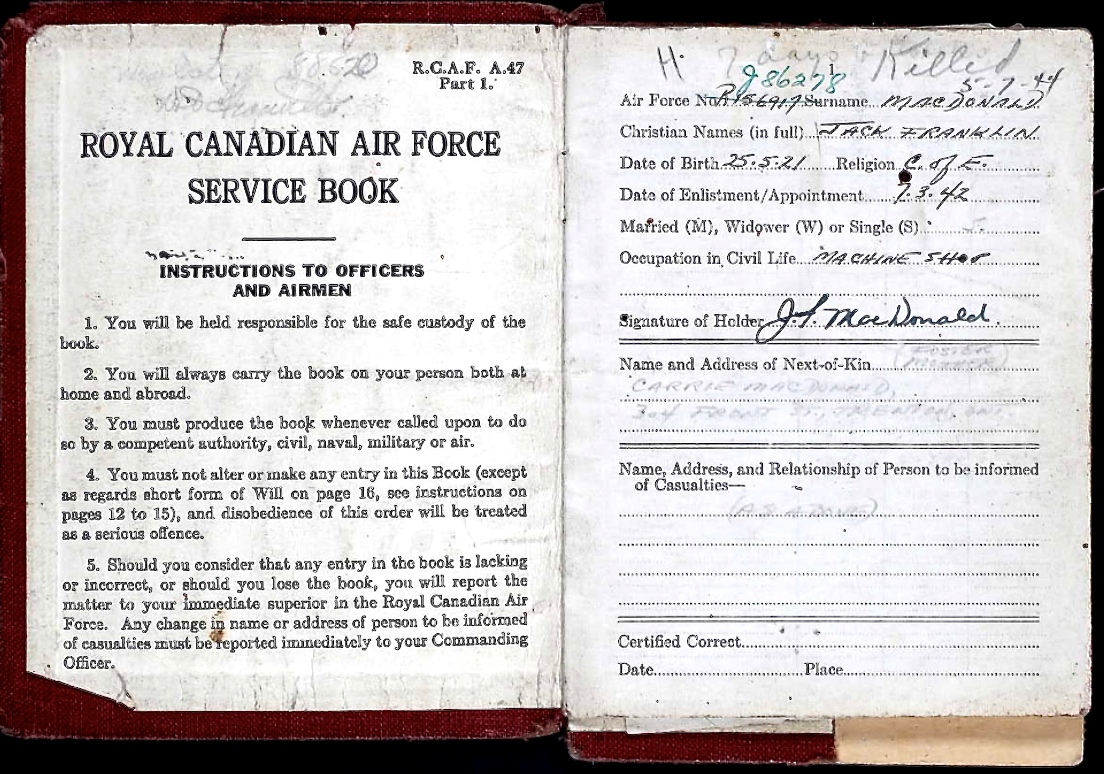 88620
R.C.A.F. A.47
Part 1.
ROYAL CANADIAN AIR FORCE
SERVICE BOOK
INSTRUCTIONS TO OFFICERS
AND AIRMEN
1. You will be held responsible for the safe custody of the
book.
2. You will always carry the book on your person both at
home and abroad.
3. You must produce the book whenever called upon to do
so by a competent authority, civil, naval, military or air.
4. You must not alter or make any entry in this Book (except
as regards short form of Will on page 16, see instructions on
pages 12 to 15), and disobedience of this order will be treated
as a serious offence.
5. Should you consider that any entry in the book is lacking
or incorrect, or should you lose the book, you will report the
matter to your immediate superior in the Royal Canadian Air
Force. Any change in name or address of person to be informed
of casualties must be reported immediately to your Commanding
Officer.
H. 7 days Killed
1
J86278 5-7-44
Air Force No. R156917 Surname MACDONALD
Christian Names (in full) JACK FRANKLIN
Date of Birth 25.5.21 Religion C. of E.
Date of Enlistment/Appointment 7.3.42
Married (M), Widower (W) or Single (S) S.
Occupation in Civil Life MACHINE SHOP
Signature of Holder J.F. MacDonald.
(FOSTER
Name and Address of Next-of-Kin MOTHER)
CARRIE MACDONALD,
304 FRONT ST. TRENTON, ONT.
Name, Address, and Relationship of Person to be informed
of Casualties—
(AS ABOVE)
Certified Correct
Date Place